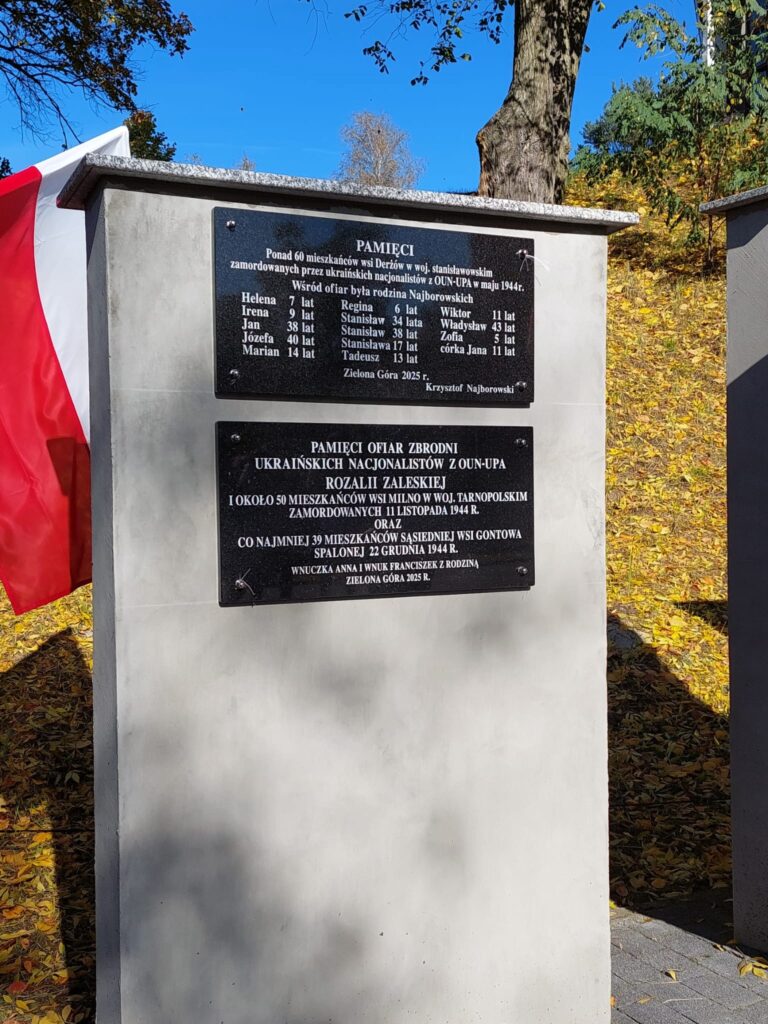 PAMIĘCI
Ponad 60 mieszkańców wsi Derżów w woj. stanisławowskim
zamordowanych przez ukraińskich nacjonalistów z OUN-UPA w maju 1944r.
Wśród ofiar była rodzina Najborowskich
Helena 7 lat Regina 6 lat Wiktor 11 lat
Irena 9 lat Stanisław 34 lata Władysław 43 lat
Jan 38 lat Stanisław 38 lat Zofia 5 lat
Józefa 40 lat Stanisława 17 lat córka Jana 11 lat
Marian 14 lat Tadeusz 13 lat
Zielona Góra 2025 r.
Krzysztof Najborowski
PAMIĘCI OFIAR ZBRODNI
UKRAIŃSKICH NACJONALISTÓW Z OUN-UPA
ROZALII ZALESKIEJ
I OKOŁO 50 MIESZKAŃCÓW WSI MILNO W WOJ. TARNOPOLSKIM
ZAMORDOWANYCH 11 LISTOPADA 1944 R.
ORAZ
CO NAJMNIEJ 39 MIESZKAŃCÓW SĄSIEDNIEJ WSI GONTOWA
SPALONEJ 22 GRUDNIA 1944 R.
WNUCZKA ANNA I WNUK FRANCISZEK Z RODZINĄ
ZIELONA GÓRA 2025 R.